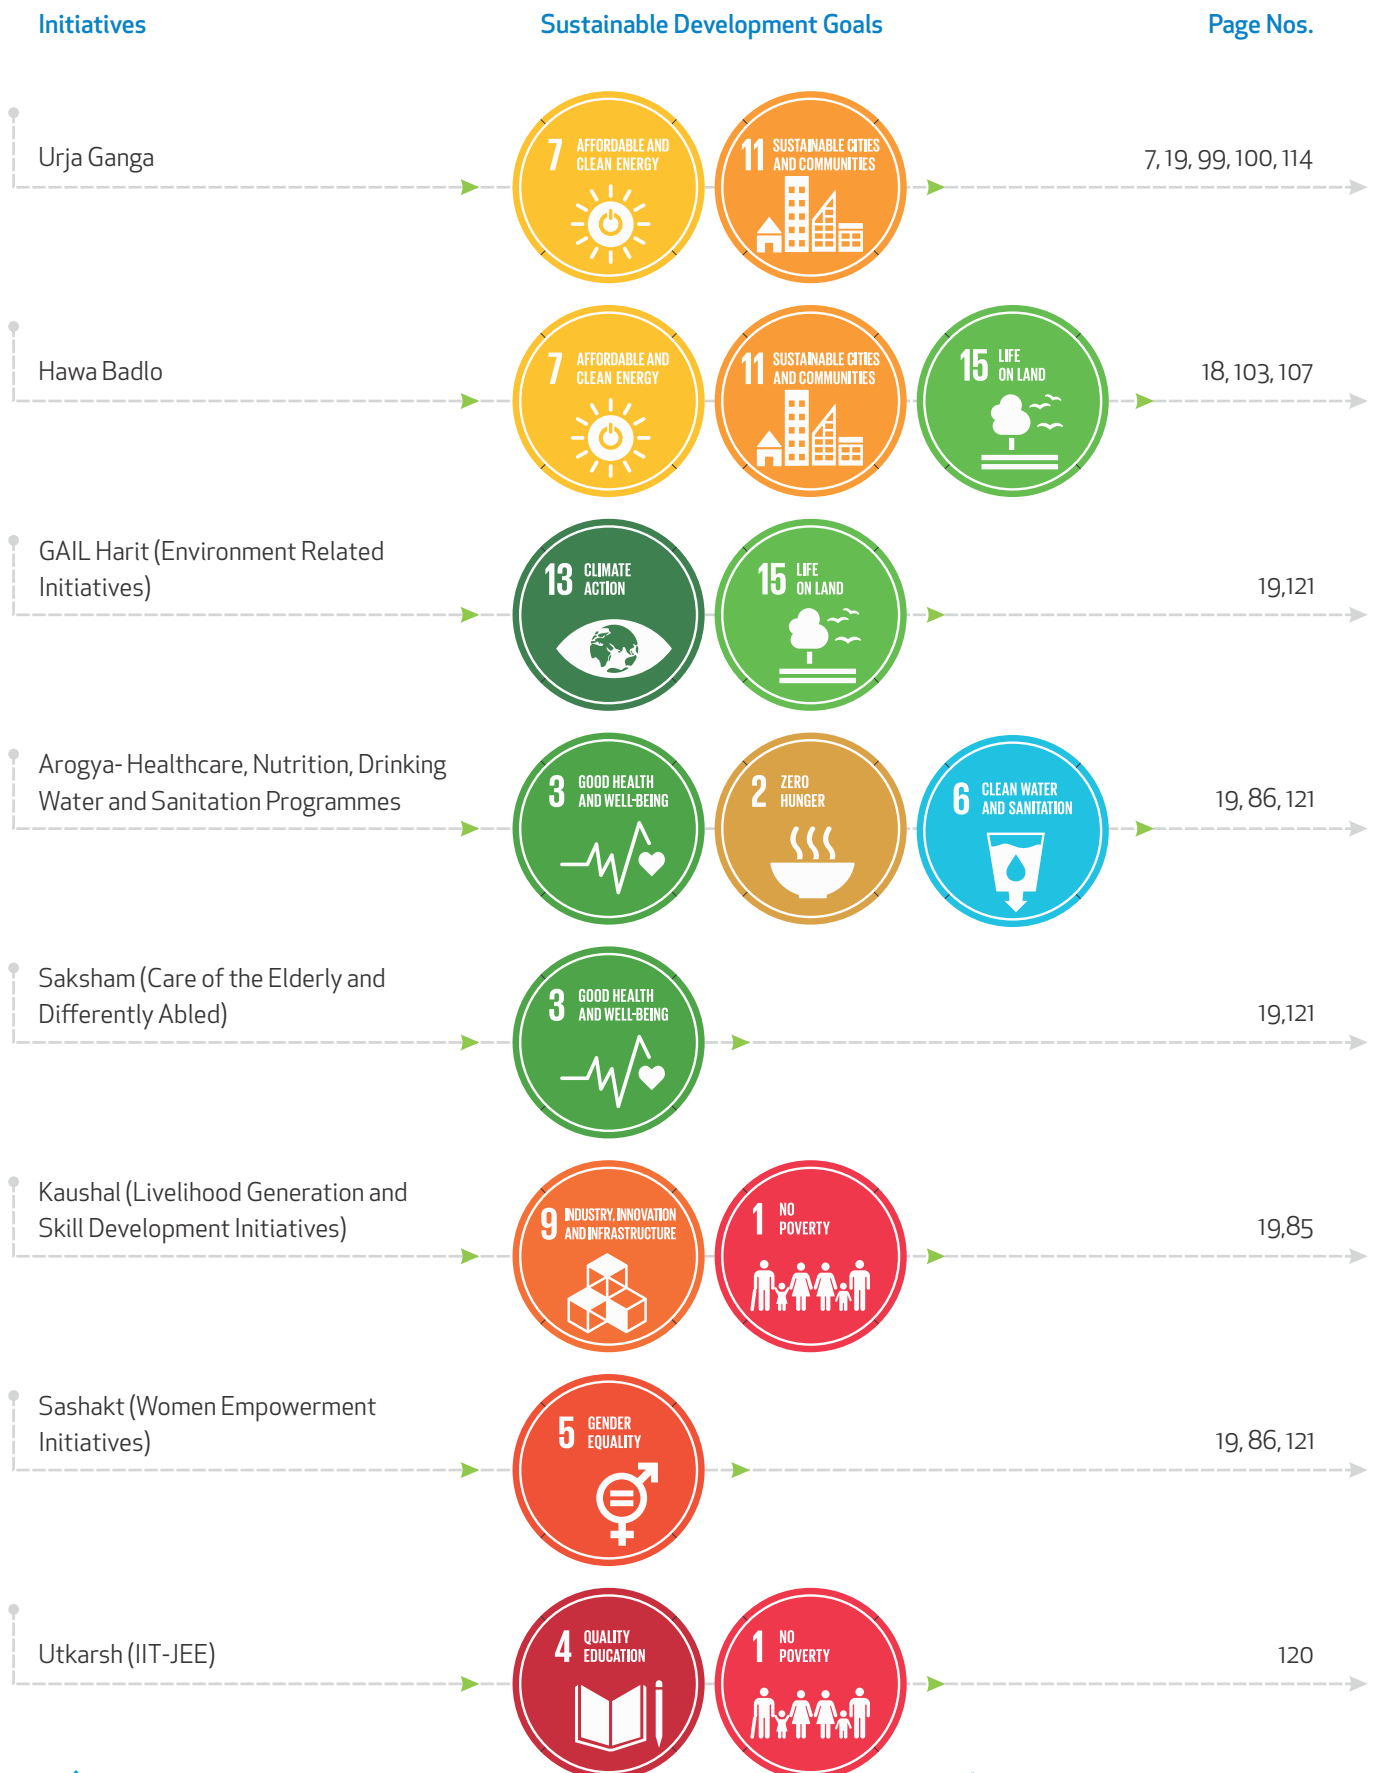 Initiatives
Sustainable Development Goals
Page Nos.
Urja Ganga
7 AFFORDABLE AND
CLEAN ENERGY
11 SUSTAINABLE CITIES
AND COMMUNITIES
7, 19, 99, 100, 114
Hawa Badlo
7 AFFORDABLE AND
CLEAN ENERGY
11 SUSTAINABLE CITIES
AND COMMUNITIES
15 LIFE
ON LAND
18, 103, 107
GAIL Harit (Environment Related
Initiatives)
13 CLIMATE
ACTION
15 LIFE
ON LAND
19,121
Arogya- Healthcare, Nutrition, Drinking
Water and Sanitation Programmes
3 GOOD HEALTH
AND WELL-BEING
2 ZERO
HUNGER
6 CLEAN WATER
AND SANITATION
19, 86, 121
Saksham (Care of the Elderly and
Differently Abled)
3 GOOD HEALTH
AND WELL-BEING
19,121
Kaushal (Livelihood Generation and
Skill Development Initiatives)
9 INDUSTRY, INNOVATION
AND INFRASTRUCTURE
1 NO
POVERTY
19,85
Sashakt (Women Empowerment
Initiatives)
5 GENDER
EQUALITY
19, 86, 121
Utkarsh (IIT-JEE)
4 QUALITY
EDUCATION
1 NO
POVERTY
120